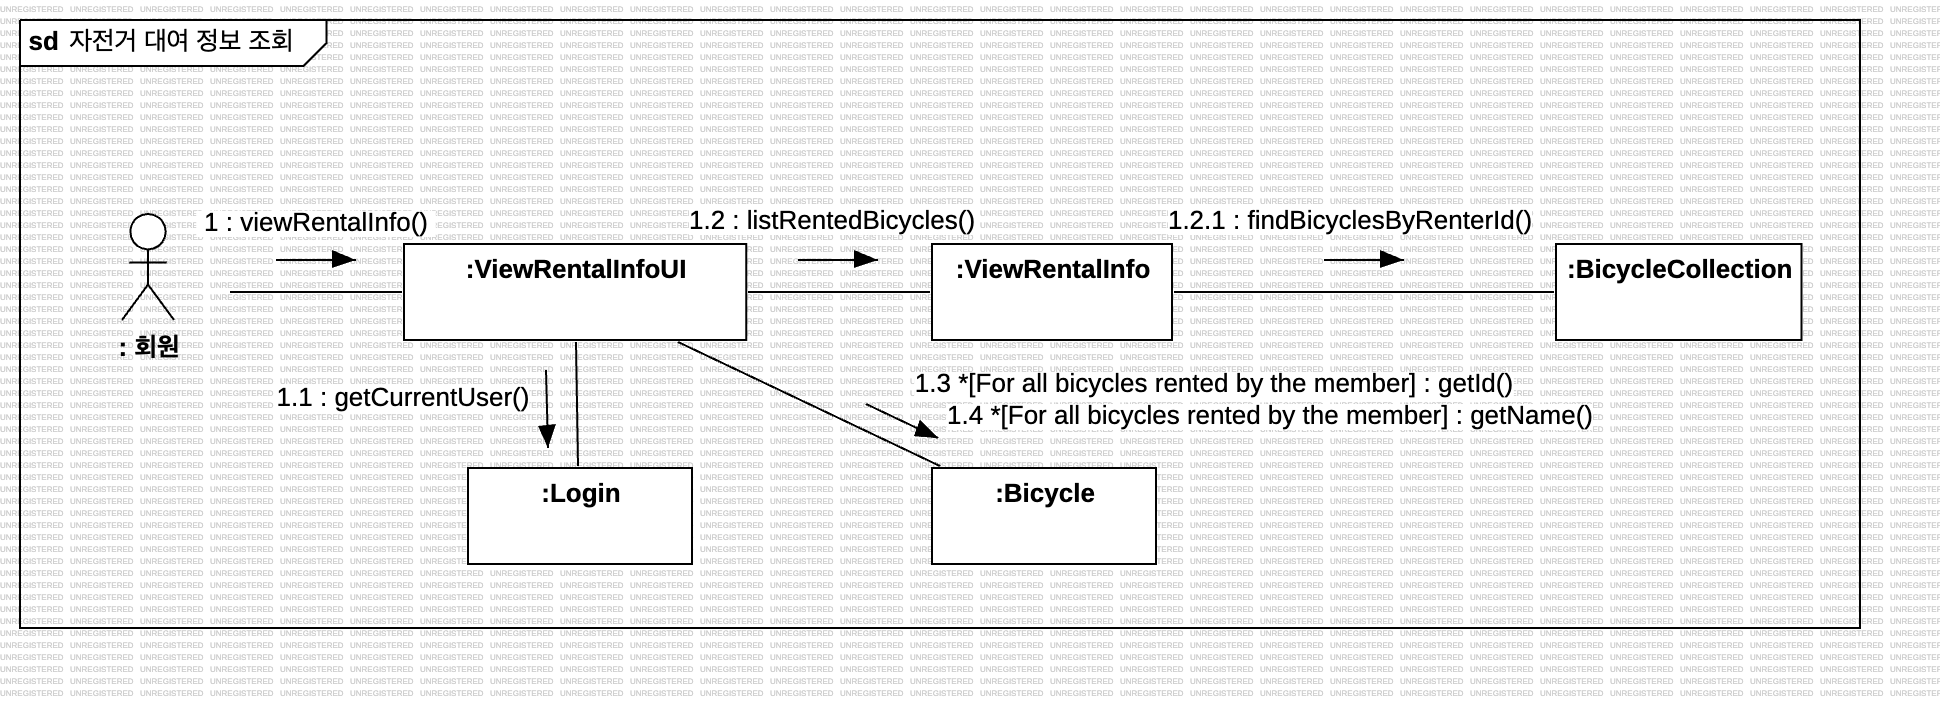 sd 자전거 대여 정보 조회
1 : viewRentalInfo()
1.2 : listRentedBicycles()
1.2.1 : findBicyclesByRenterId()
:ViewRentalInfoUI
:ViewRentalInfo
:BicycleCollection
: 회원
1.1 : getCurrentUser()
1.3 *[For all bicycles rented by the member] : getId()
1.4 *[For all bicycles rented by the member] : getName()
:Login
:Bicycle
UNREGISTERED